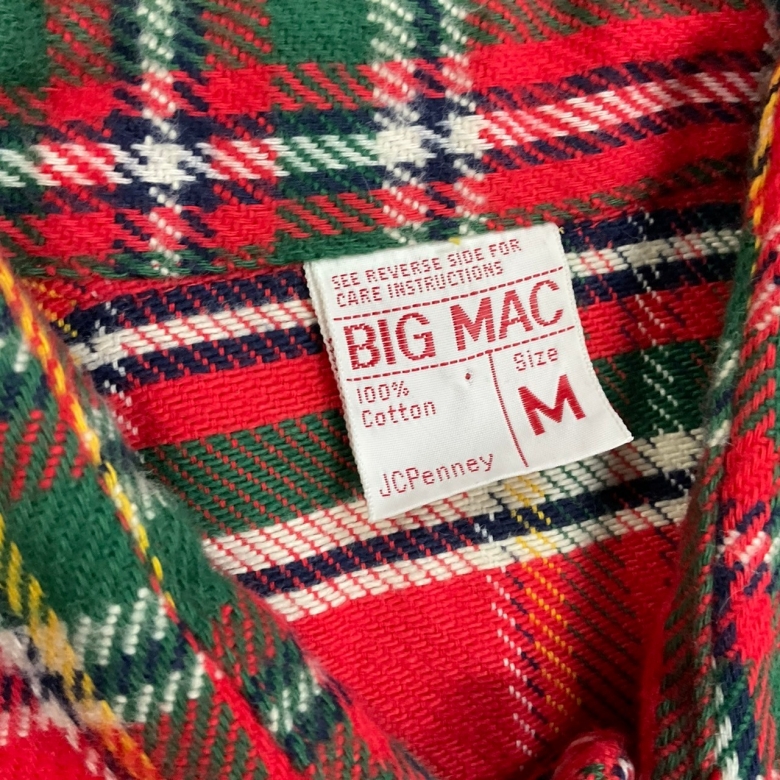 SEE REVERSE SIDE FOR
CARE INSTRUCTIONS
BIG MAC
100%
Cotton
Size
M
JCPenney